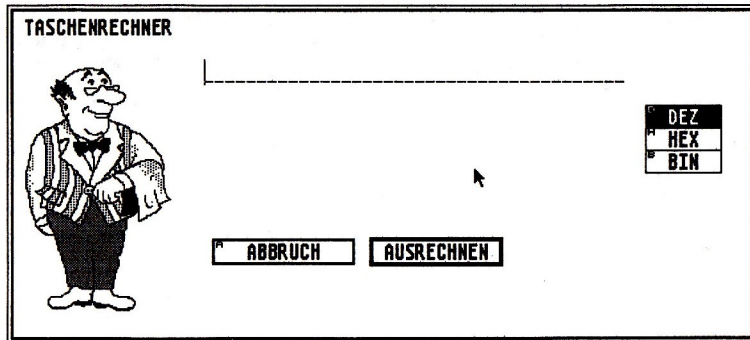 TASCHENRECHNER
D DEZ
H HEX
B BIN
A ABBRUCH
AUSRECHNEN